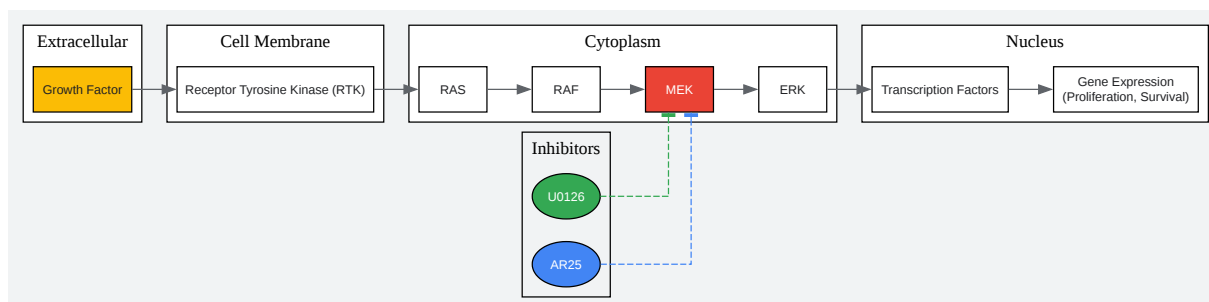 Extracellular
Cell Membrane
Cytoplasm
Nucleus
Growth Factor
Receptor Tyrosine Kinase (RTK)
RAS
RAF
MEK
ERK
Transcription Factors
Gene Expression
(Proliferation, Survival)
Inhibitors
U0126
AR25